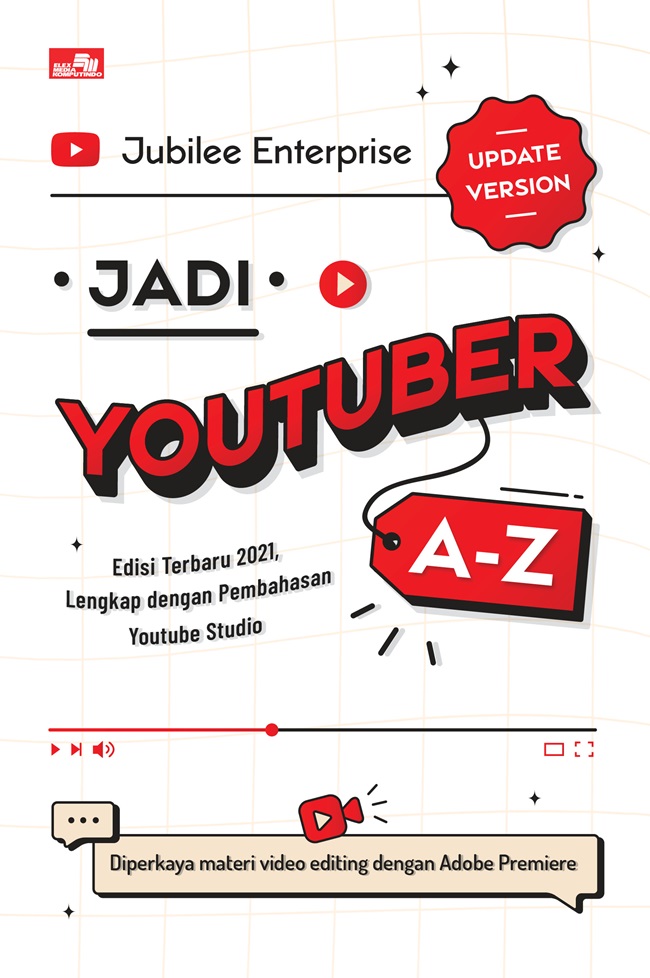 ELEX
MEDIA
KOMPUTINDO
Jubilee Enterprise
UPDATE
VERSION
• JADI •
YOUTUBER
A-Z
Edisi Terbaru 2021,
Lengkap dengan Pembahasan
Youtube Studio
Diperkaya materi video editing dengan Adobe Premiere